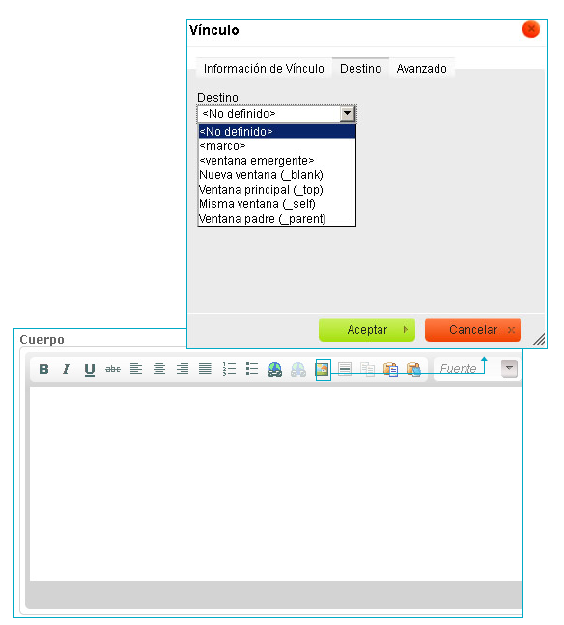 Vínculo
Información de Vínculo Destino Avanzado
Destino
<No definido>
<No definido>
<marco>
<ventana emergente>
Nueva ventana (_blank)
Ventana principal (_top)
Misma ventana (_self)
Ventana padre (_parent)
Aceptar Cancelar
Cuerpo
B I U abc Fuente